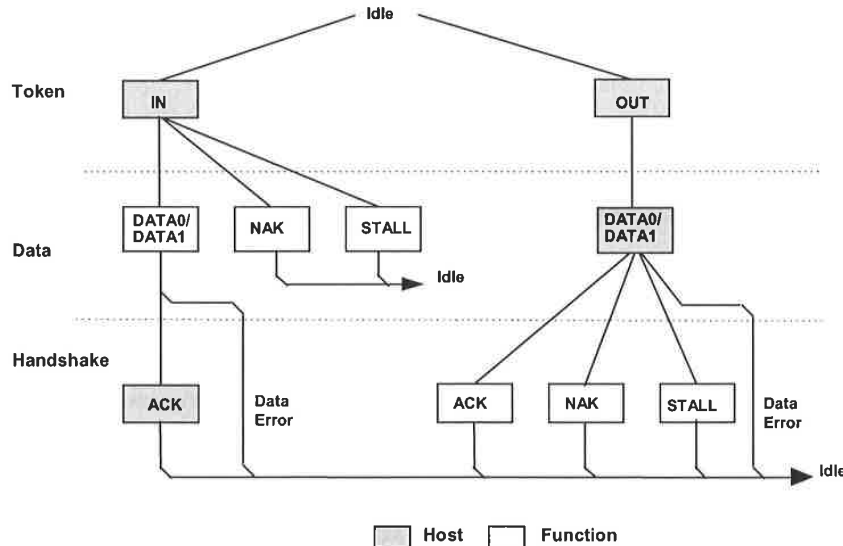 Idle
Token
IN
OUT
DATA0/
DATA1
NAK
STALL
DATA0/
DATA1
Data
Idle
Handshake
ACK
Data
Error
ACK
NAK
STALL
Data
Error
Idle
Host
Function